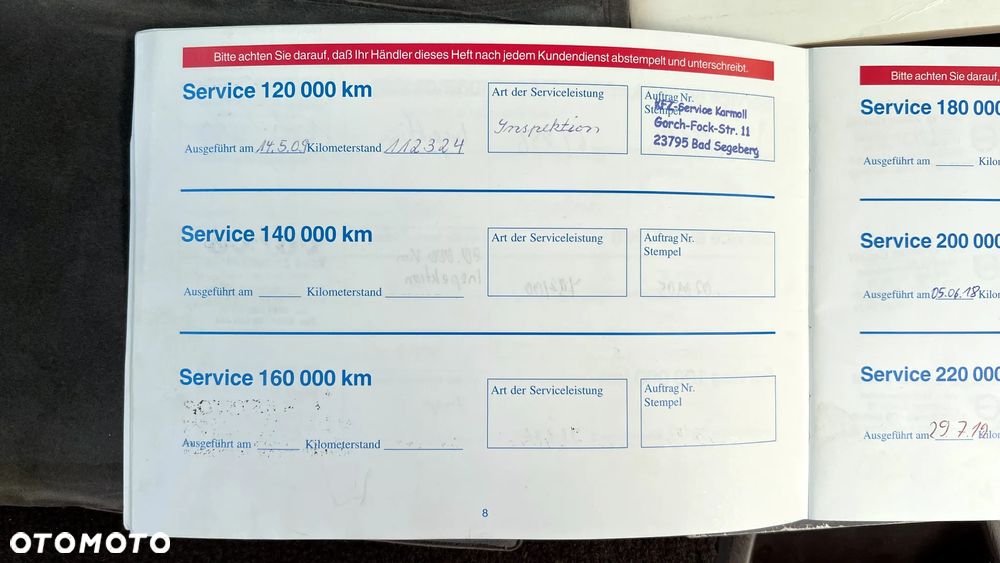 Bitte achten Sie darauf, daß Ihr Händler dieses Heft nach jedem Kundendienst abstempelt und unterschreibt.
Service 120 000 km
Ausgeführt am 14.5.09 Kilometerstand 112324
Art der Serviceleistung
Inspektion
Auftrag Nr.
Stempel
KFZ-Service Karmoll
Gorch-Fock-Str. 11
23795 Bad Segeberg
Service 140 000 km
Ausgeführt am Kilometerstand
Art der Serviceleistung
Auftrag Nr.
Stempel
Service 160 000 km
Ausgeführt am Kilometerstand
Art der Serviceleistung
Auftrag Nr.
Stempel
8
Bitte achten Sie darauf,
Service 180 000
Ausgeführt am
Service 200 000
Ausgeführt am 05.06.18 Kilo
Service 220 000
Ausgeführt am
OTOMOTO